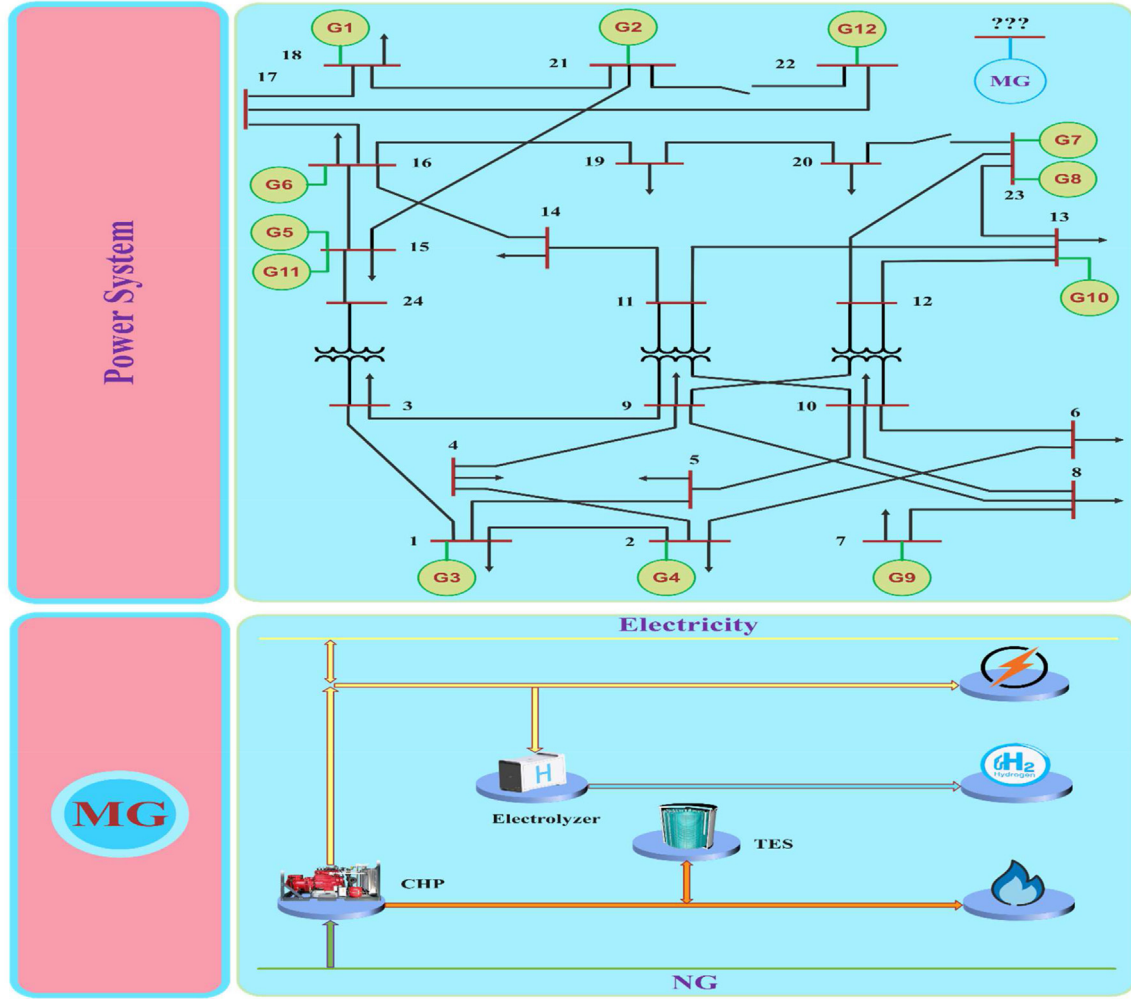 Power System
G1
G2
G12
???
MG
18
21
22
17
16
19
20
G7
G8
23
G6
14
13
G5
15
G11
24
11
12
G10
3
9
10
6
4
5
8
1
2
7
G3
G4
G9
MG
Electricity
H
H2
Hydrogen
Electrolyzer
TES
CHP
NG